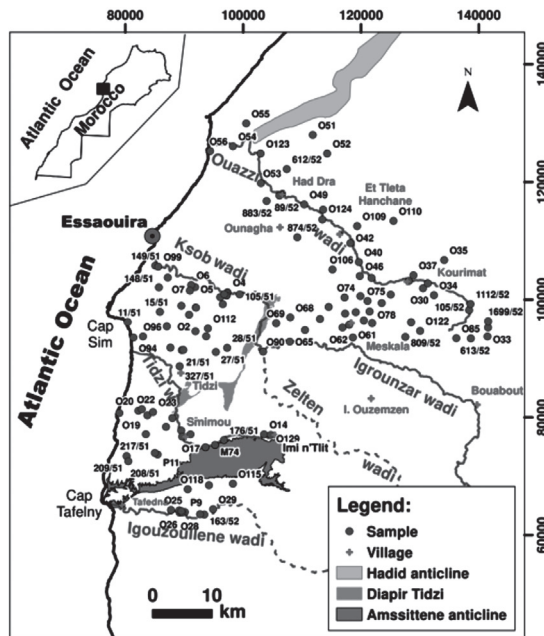 80000 100000 120000 140000
140000
120000
100000
80000
60000
N
Atlantic Ocean
Morocco
Atlantic Ocean
Essaouira
Cap
Sim
Cap
Tafelny
O55
O51
O54
O56
O123
O52
612/52
Ouazzi
O53
Had Dra
O49
Et Tleta
Hanchane
89/52
883/52
O124
O109
O110
Ounagha
874/52
wadi
O42
O40
O35
149/51
O99
Ksob wadi
O106
O46
O37
Kourimat
148/51
O6
O7
O5
O4
O34
105/51
O74
O75
O30
105/52
1112/52
15/51
O68
O78
1699/52
11/51
O112
O69
O96
O2
28/51
O122
O85
O62
O61
O33
O94
O90
O65
Meskala
809/52
613/52
21/51
27/51
327/51
Tidzi
Tidzi wadi
Igrounzar wadi
Bouabout
Zelten
wadi
I. Ouzemzen
O20
O22
O23
Smimou
O19
176/51
O14
O129
217/51
O17
Imi n'Tlit
P11
M74
209/51
208/51
O118
O115
Tafedna
O25
P9
O29
O26
O28
163/52
Igouzoullene wadi
0 10
km
Legend:
Sample
Village
Hadid anticline
Diapir Tidzi
Amssittene anticline